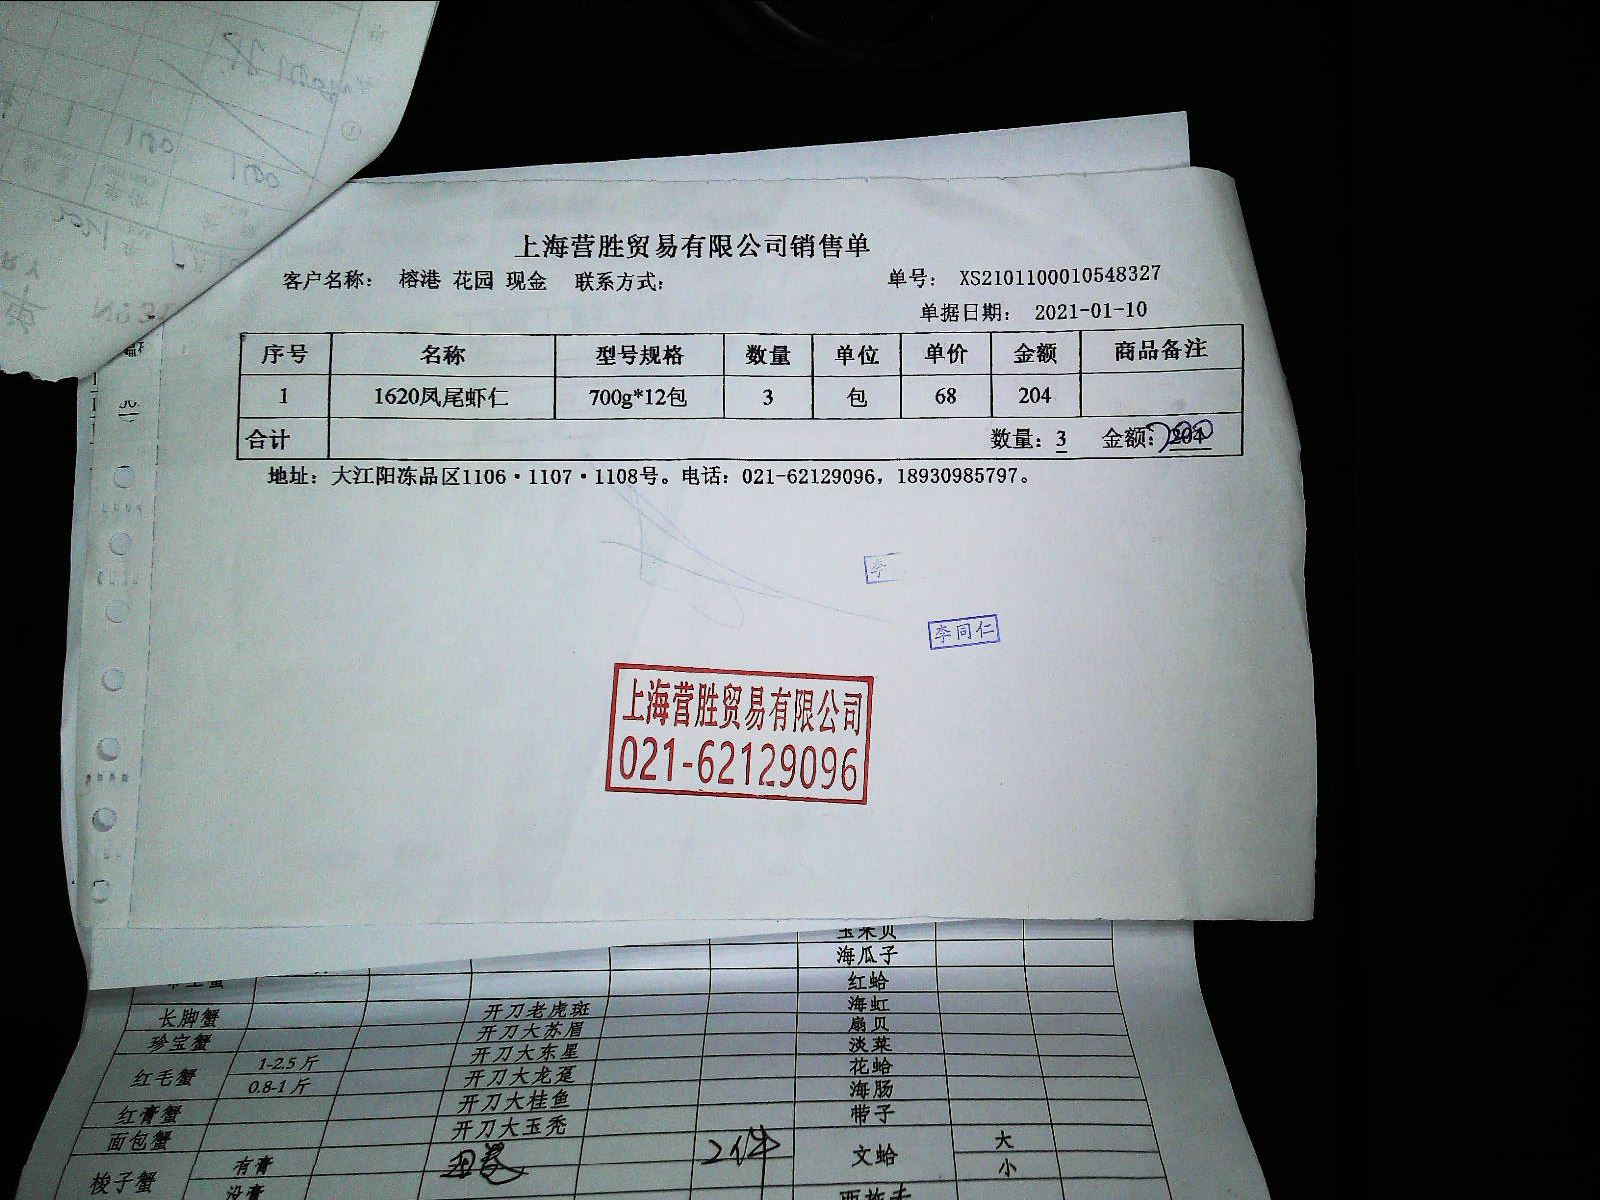 上海营胜贸易有限公司销售单
客户名称： 榕港 花园 现金 联系方式： 单号： XS2101100010548327
单据日期： 2021-01-10
序号 名称 型号规格 数量 单位 单价 金额 商品备注
1 1620凤尾虾仁 700g*12包 3 包 68 204
合计 数量：3 金额：204 200
地址：大江阳冻品区1106·1107·1108号。电话：021-62129096，18930985797。
李
李同仁
上海营胜贸易有限公司
021-62129096
海瓜子
红蛤
长脚蟹 开刀老虎斑 海虹
珍宝蟹 开刀大苏眉 扇贝
红毛蟹 1-2.5斤 开刀大东星 淡菜
0.8-1斤 开刀大龙趸 花蛤
红膏蟹 开刀大桂鱼 海肠
面包蟹 开刀大玉秃 带子
梭子蟹 有膏 2件 文蛤 大
没膏 小